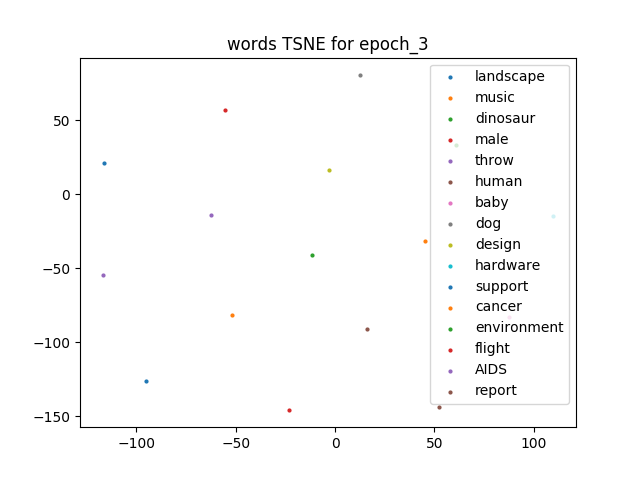 words TSNE for epoch_3
landscape
music
dinosaur
male
throw
human
baby
dog
design
hardware
support
cancer
environment
flight
AIDS
report
50
0
−50
−100
−150
−100 −50 0 50 100